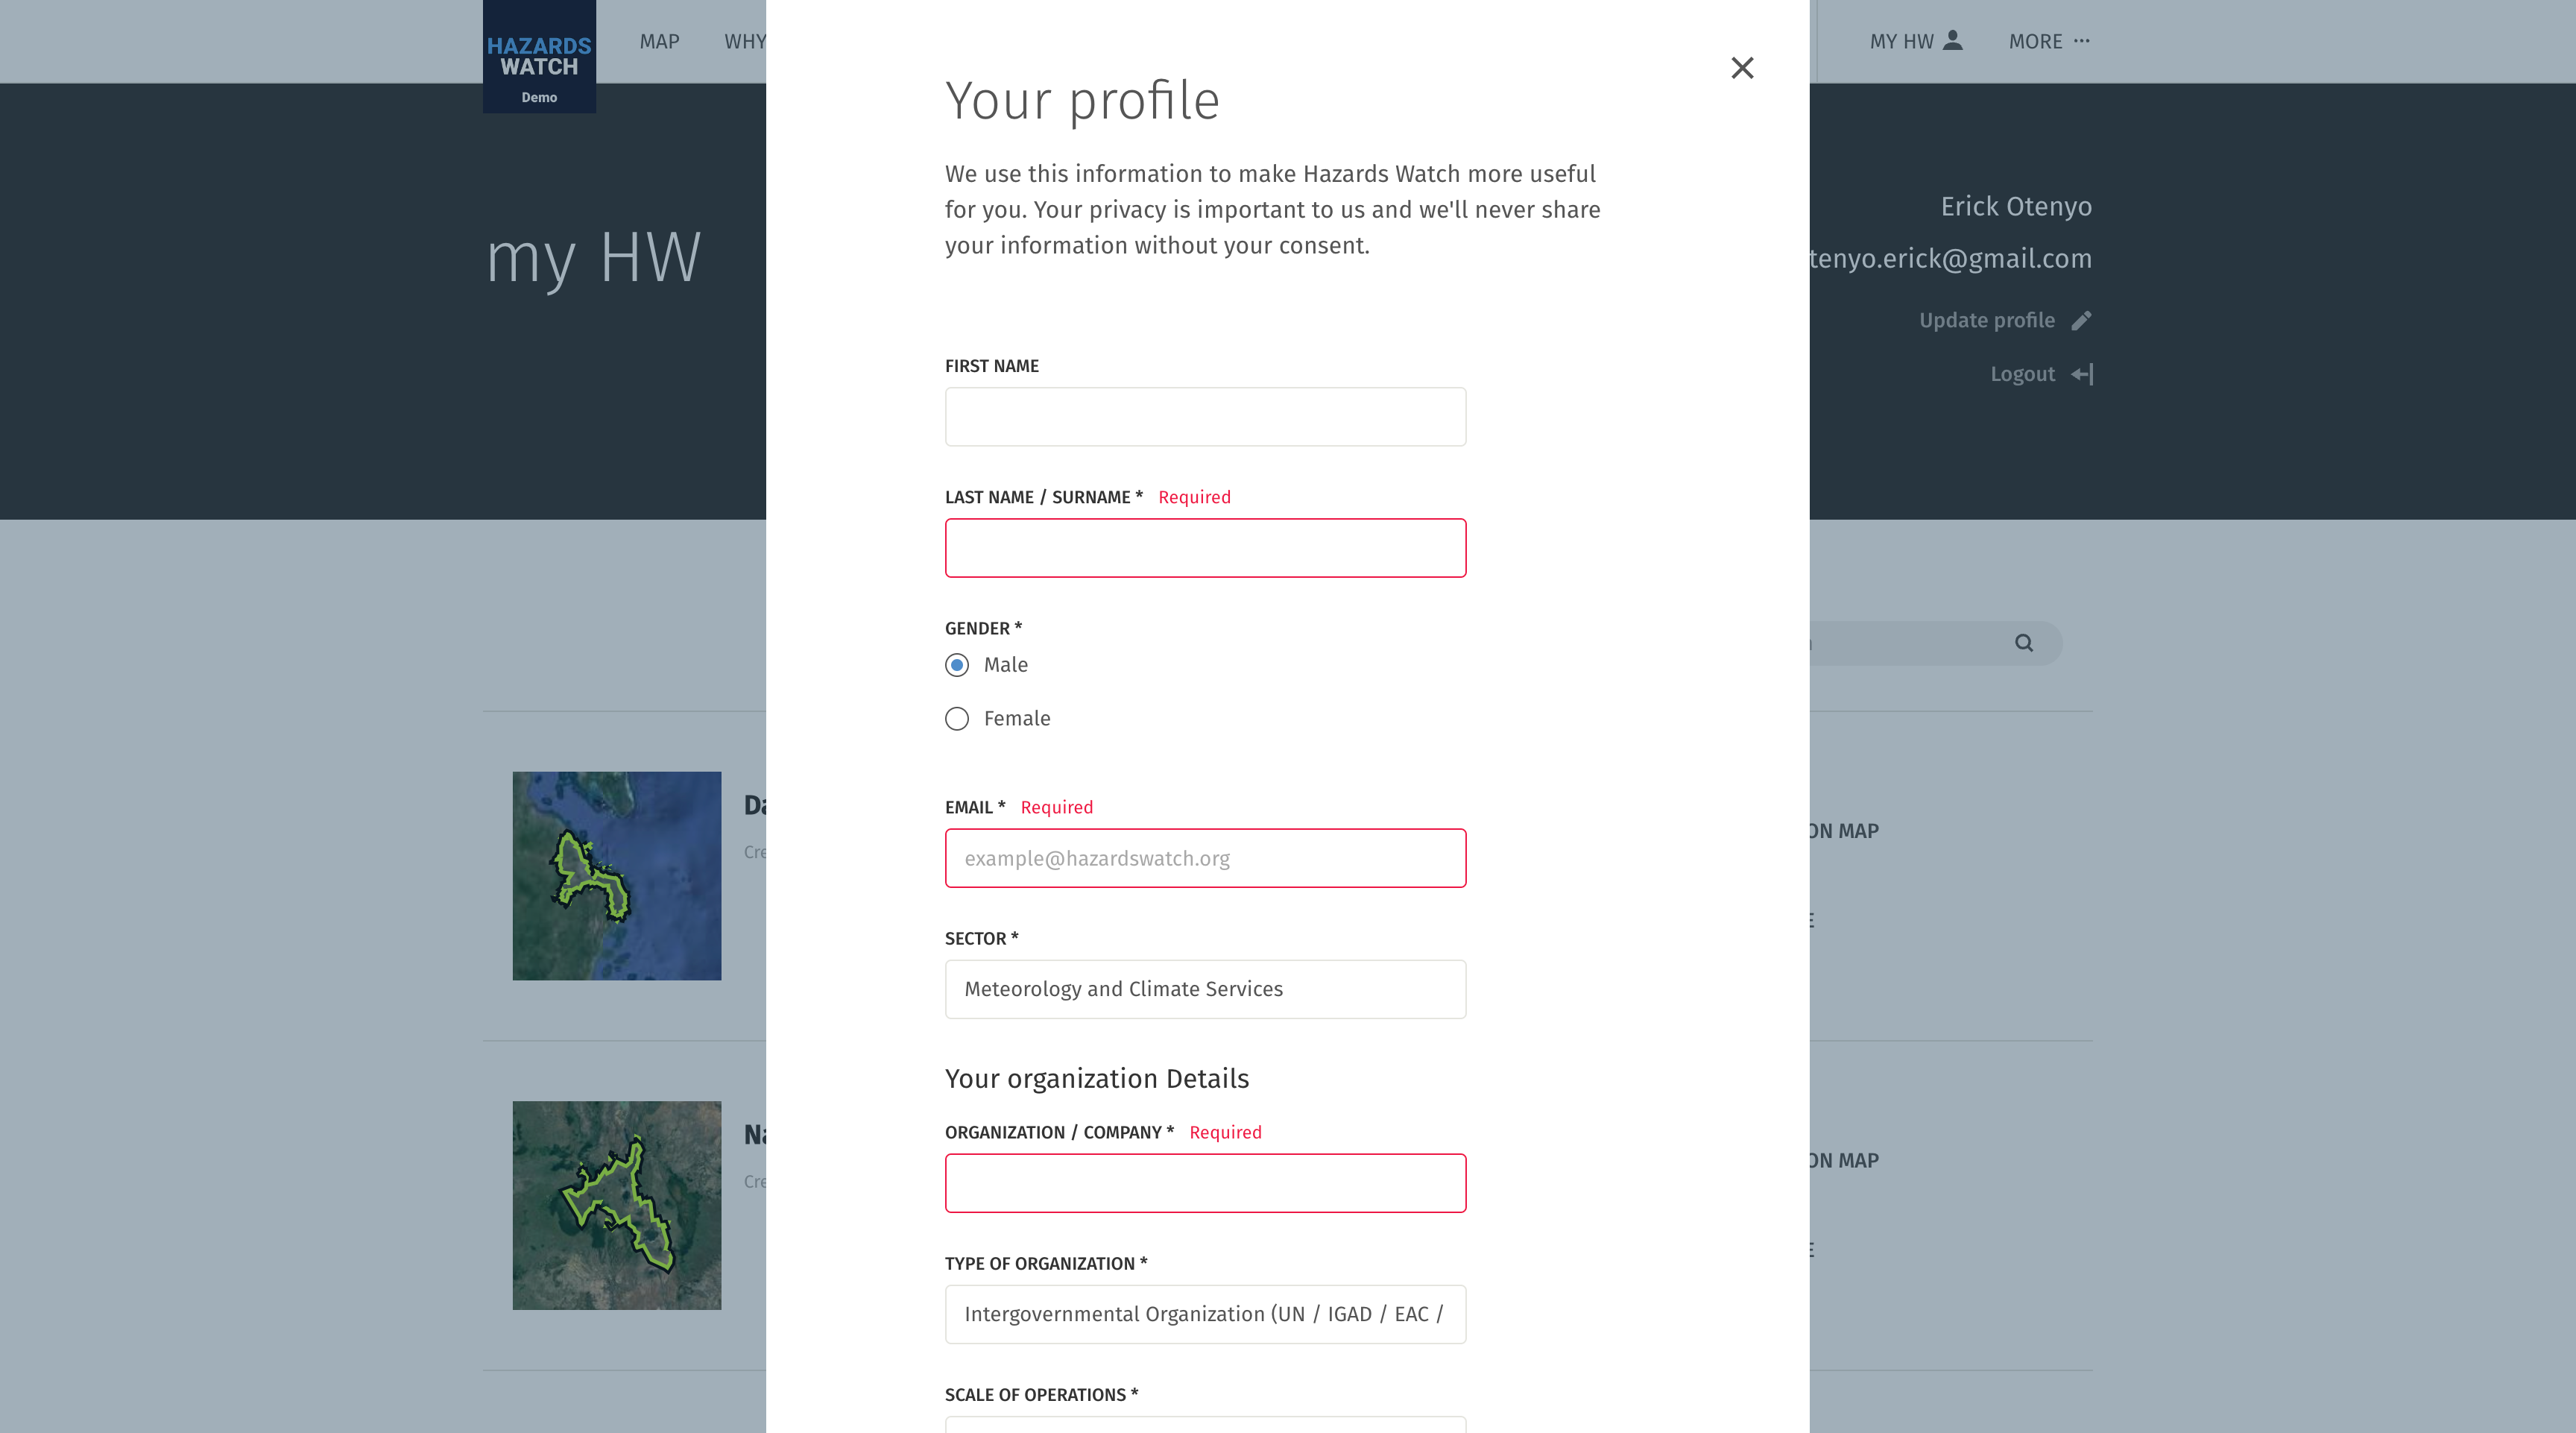 HAZARDS
WATCH
Demo
MAP
WHY
MY HW
MORE
my HW
Erick Otenyo
tenyo.erick@gmail.com
Update profile
Logout
Your profile
We use this information to make Hazards Watch more useful
for you. Your privacy is important to us and we'll never share
your information without your consent.
FIRST NAME
LAST NAME / SURNAME * Required
GENDER *
Male
Female
EMAIL * Required
example@hazardswatch.org
SECTOR *
Meteorology and Climate Services
Your organization Details
ORGANIZATION / COMPANY * Required
TYPE OF ORGANIZATION *
Intergovernmental Organization (UN / IGAD / EAC /
SCALE OF OPERATIONS *
Da
Cre
ON MAP
E
Na
Cre
ON MAP
E